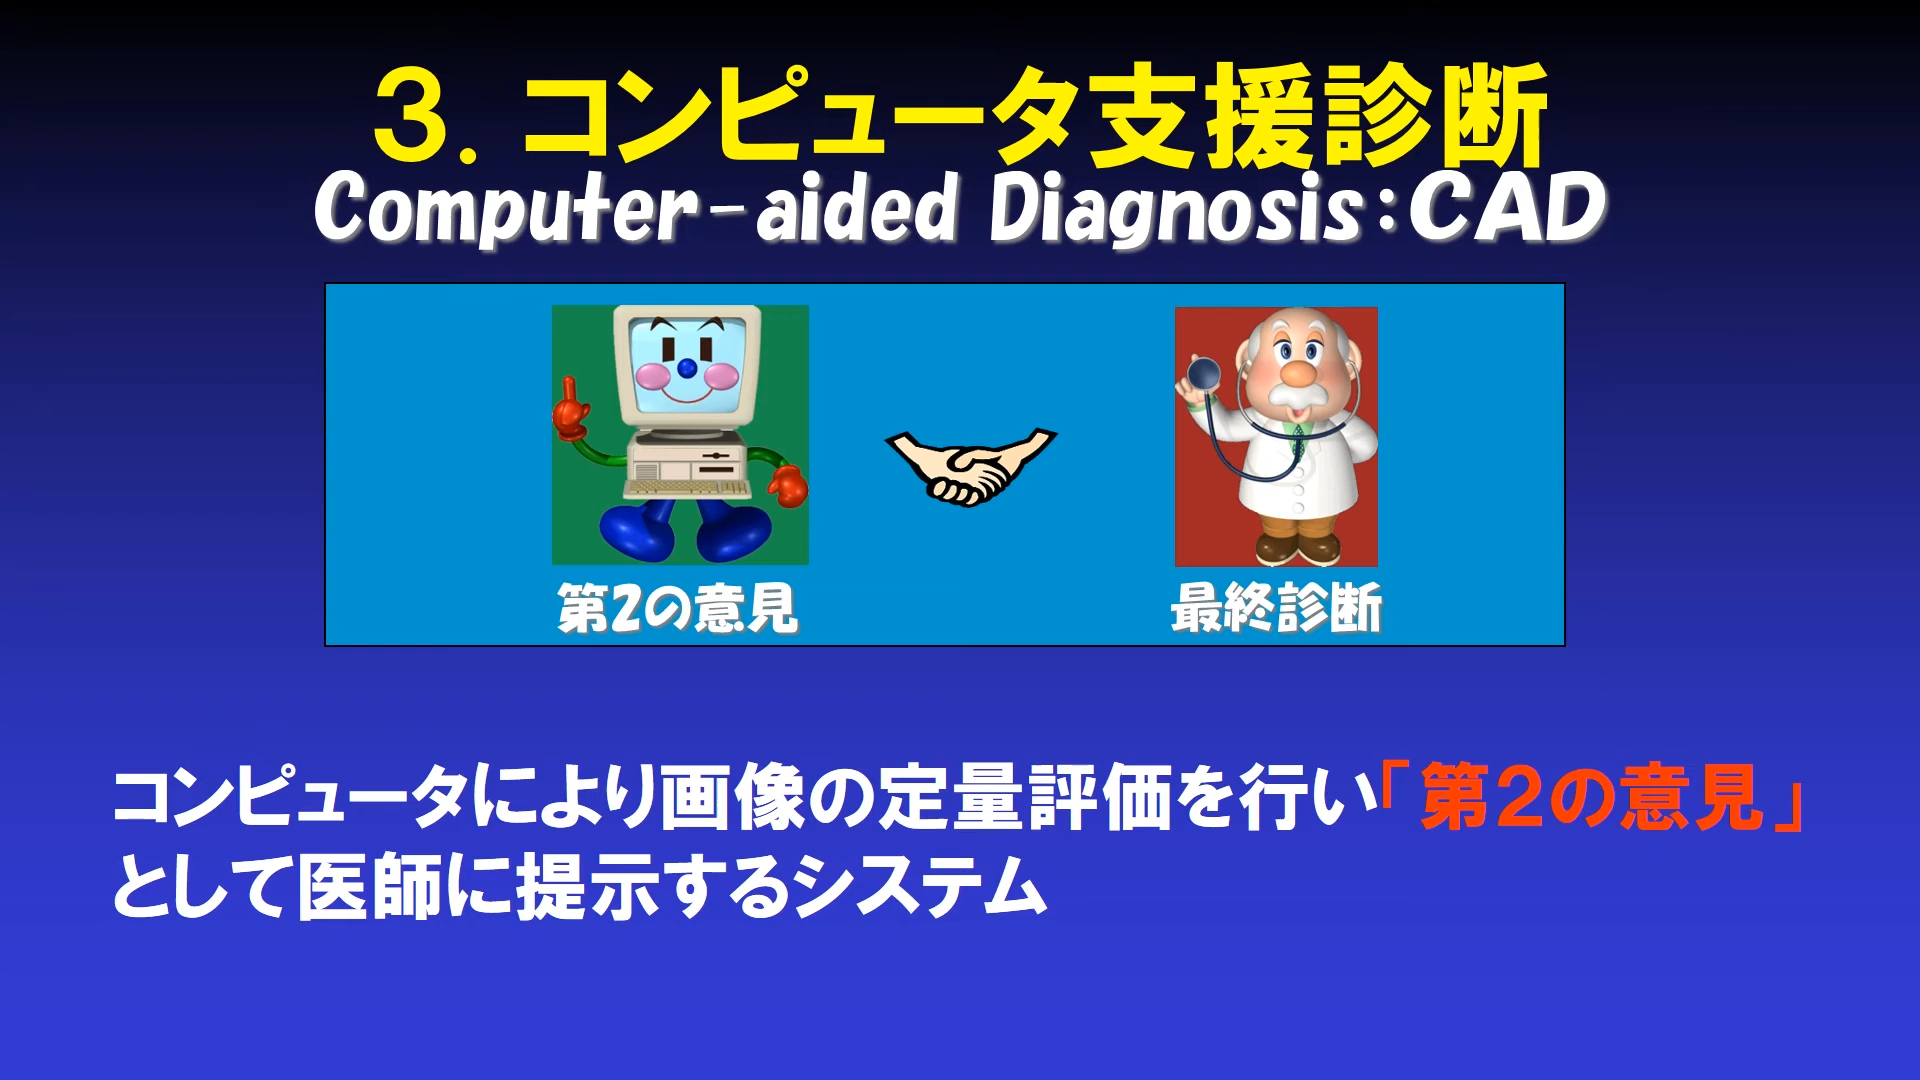 ３．コンピュータ支援診断
Computer-aided Diagnosis：CAD
第2の意見
最終診断
コンピュータにより画像の定量評価を行い「第２の意見」
として医師に提示するシステム